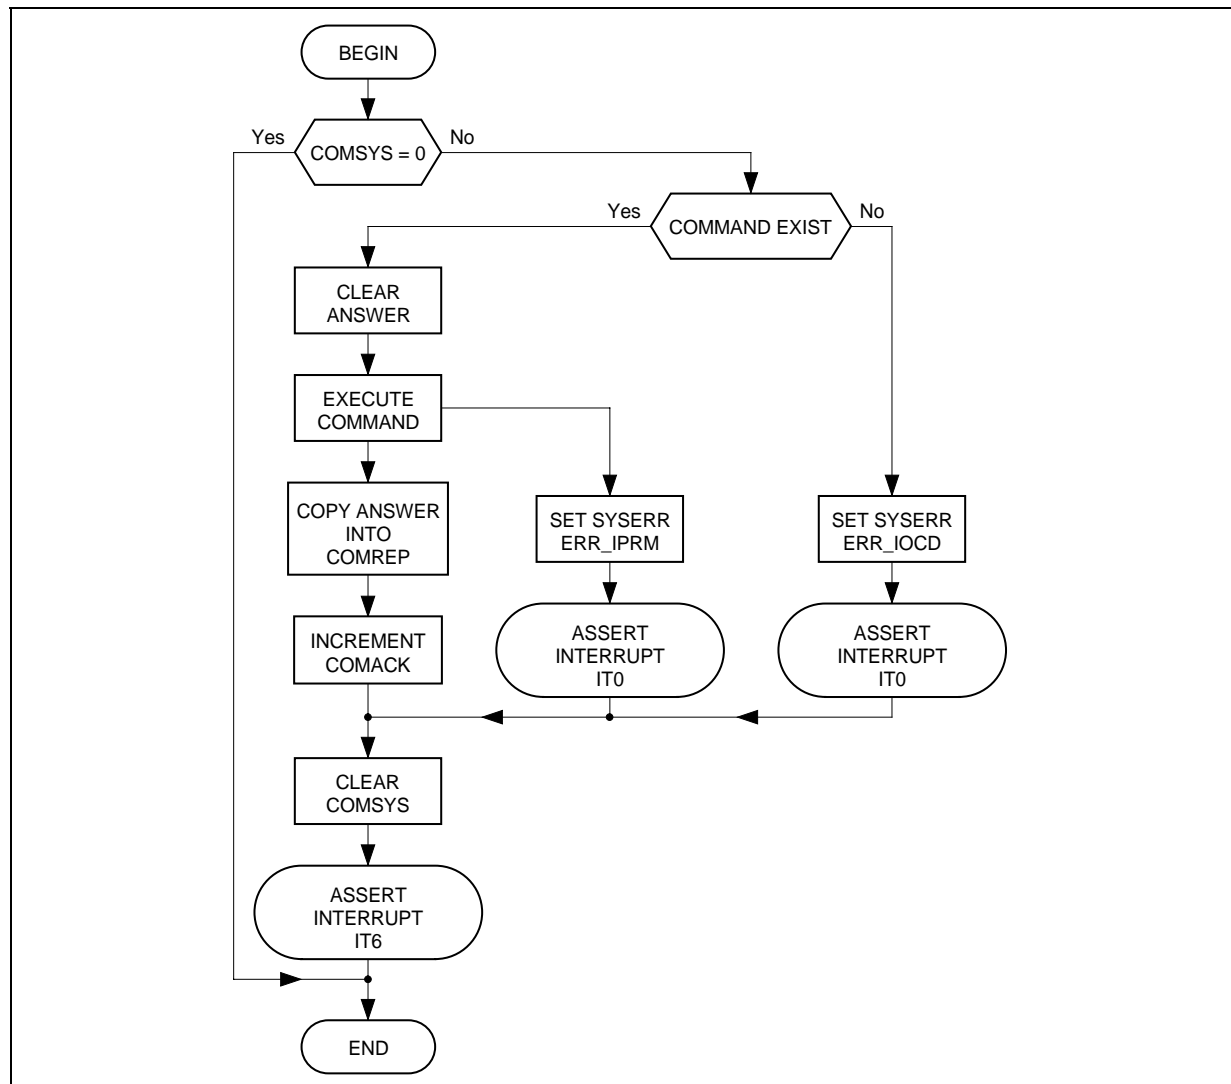 BEGIN
Yes
No
COMSYS = 0
Yes
No
COMMAND EXIST
CLEAR
ANSWER
EXECUTE
COMMAND
COPY ANSWER
INTO
COMREP
SET SYSERR
ERR_IPRM
SET SYSERR
ERR_IOCD
INCREMENT
COMACK
ASSERT
INTERRUPT
IT0
ASSERT
INTERRUPT
IT0
CLEAR
COMSYS
ASSERT
INTERRUPT
IT6
END